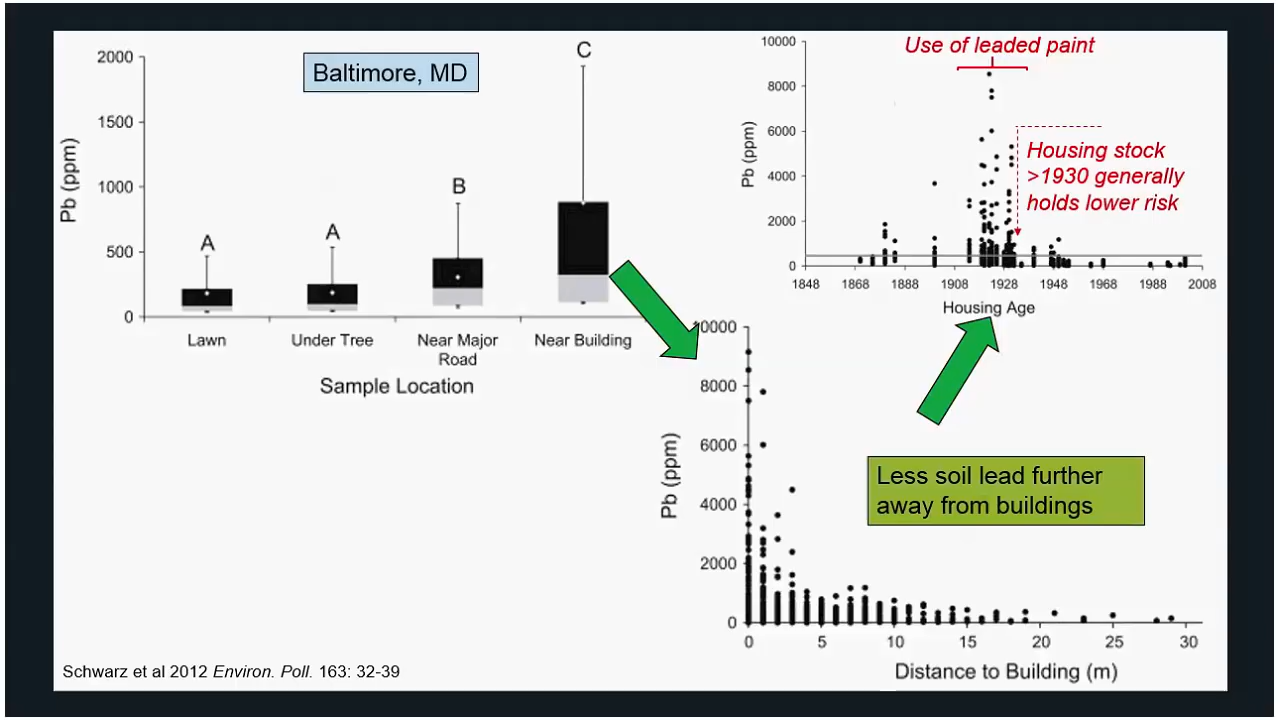 Baltimore, MD
2000
1500
1000
500
0
Pb (ppm)
A
A
B
C
Lawn
Under Tree
Near Major
Road
Near Building
Sample Location
10000
8000
6000
4000
2000
0
Pb (ppm)
Use of leaded paint
Housing stock
>1930 generally
holds lower risk
1848 1868 1888 1908 1928 1948 1968 1988 2008
Housing Age
10000
8000
6000
4000
2000
0
Pb (ppm)
Less soil lead further
away from buildings
0 5 10 15 20 25 30
Distance to Building (m)
Schwarz et al 2012 Environ. Poll. 163: 32-39